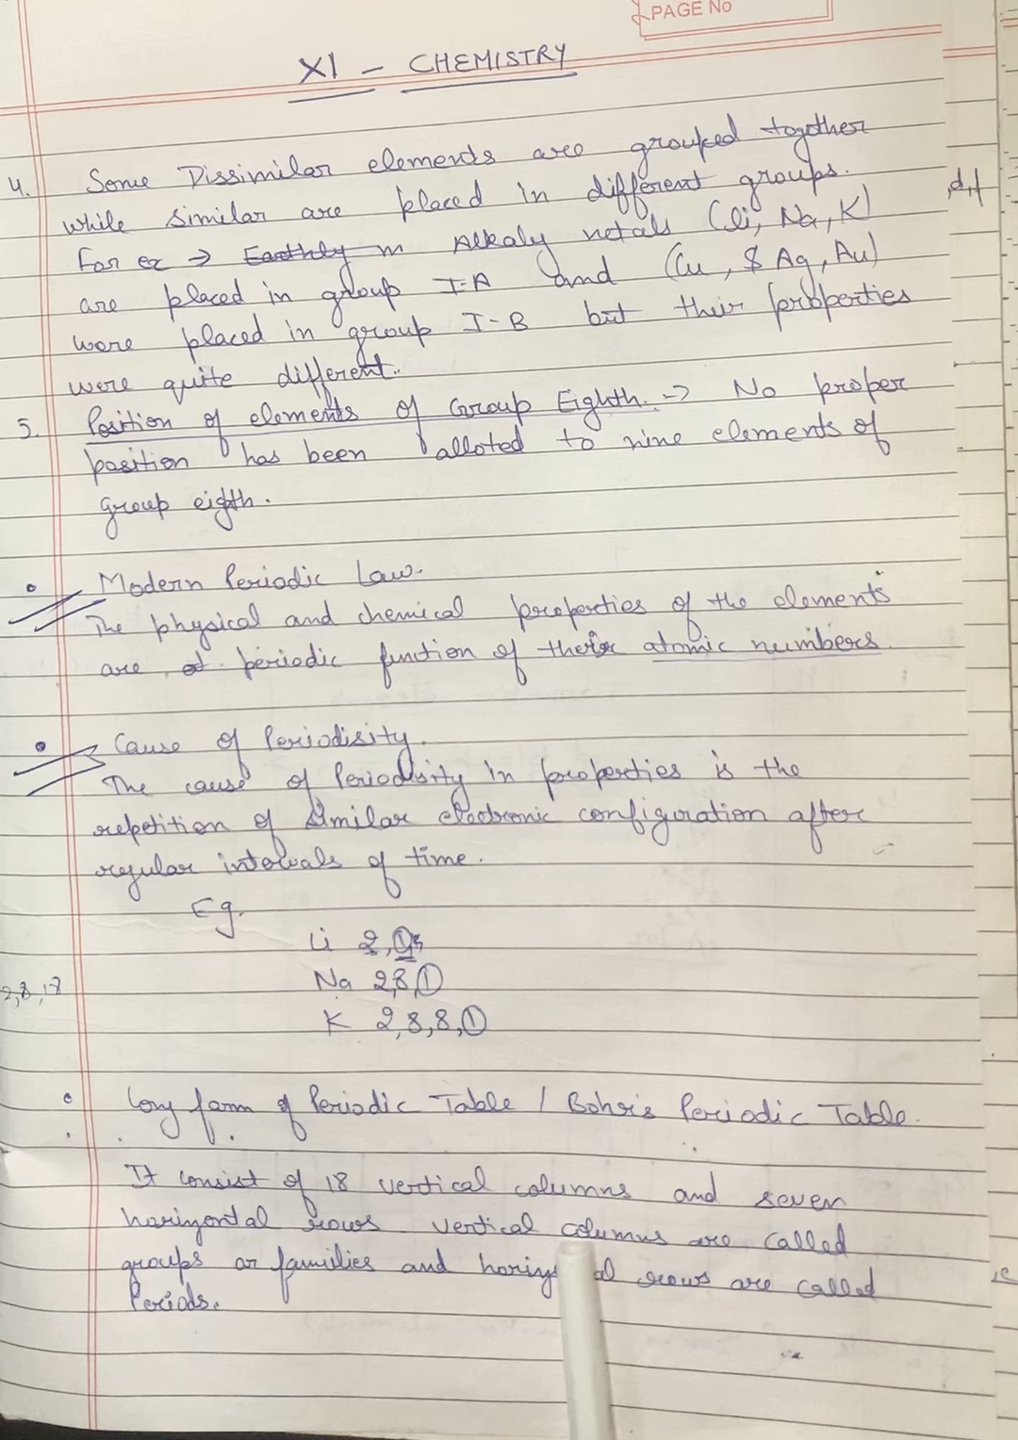 PAGE No
XI - CHEMISTRY
4. Some Dissimilar elements are grouped together
while similar are placed in different groups.
For ex → Earthly m Alkaly metals (Li, Na, K)
are placed in group I-A and (Cu, $ Ag, Au)
were placed in group I-B but their properties
were quite different.
5. Position of elements of Group Eighth. → No proper
position has been alloted to nine elements of
group eigth.
Modern Periodic Law.
The physical and chemical properties of the elements
are periodic function of their atomic numbers.
Cause of Periodisity.
The cause of Periodisity in properties is the
repetition of similar electronic configuration after
regular intervals of time.
Eg.
Li 2,1
Na 2,8,1
2,8,18
K 2,8,8,1
Long form of Periodic Table / Bohr's Periodic Table.
It consist of 18 vertical columns and seven
horizontal rows vertical columns are called
groups or families and horiz al rows are called
Periods.